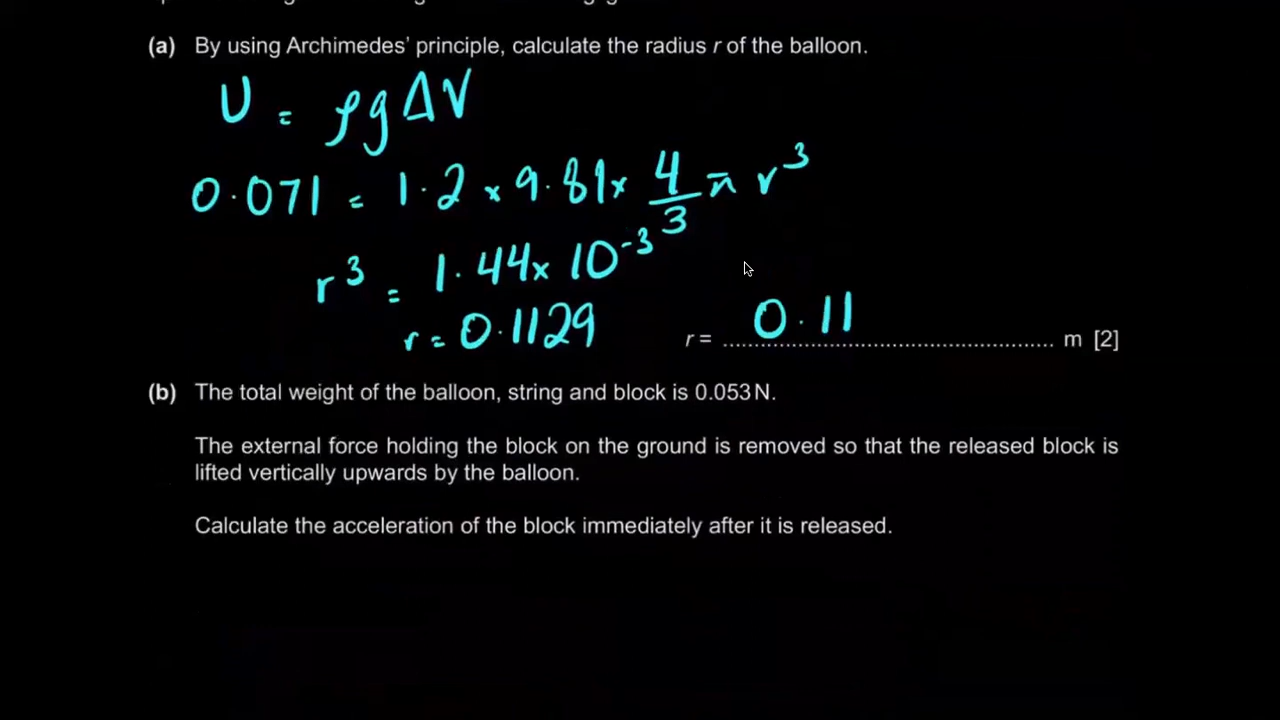 (a) By using Archimedes' principle, calculate the radius r of the balloon.
U = ρgΔV
0.071 = 1.2 × 9.81 × 4/3 π r³
r³ = 1.44 × 10⁻³
r = 0.1129
r = 0.11 m [2]
(b) The total weight of the balloon, string and block is 0.053 N.
The external force holding the block on the ground is removed so that the released block is
lifted vertically upwards by the balloon.
Calculate the acceleration of the block immediately after it is released.